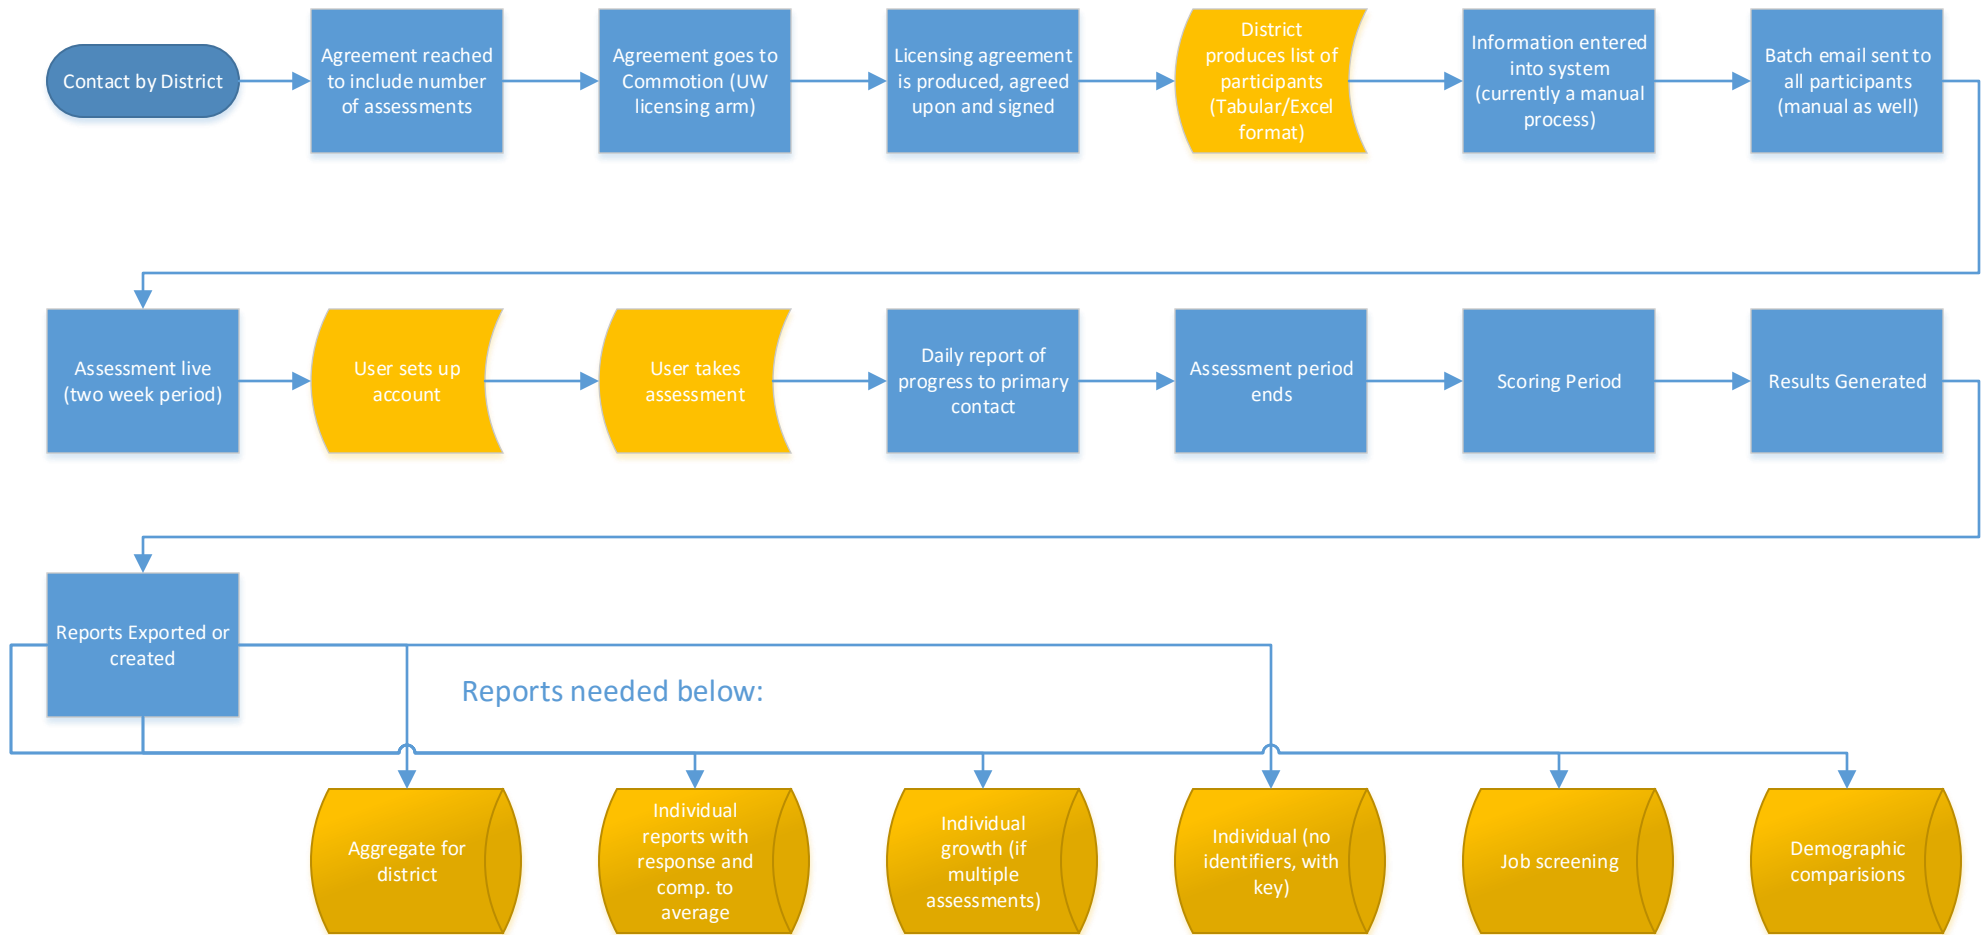 Contact by District
Agreement reached
to include number
of assessments
Agreement goes to
Commotion (UW
licensing arm)
Licensing agreement
is produced, agreed
upon and signed
District
produces list of
participants
(Tabular/Excel
format)
Information entered
into system
(currently a manual
process)
Batch email sent to
all participants
(manual as well)
Assessment live
(two week period)
User sets up
account
User takes
assessment
Daily report of
progress to primary
contact
Assessment period
ends
Scoring Period
Results Generated
Reports Exported or
created
Reports needed below:
Aggregate for
district
Individual
reports with
response and
comp. to
average
Individual
growth (if
multiple
assessments)
Individual (no
identifiers, with
key)
Job screening
Demographic
comparisions